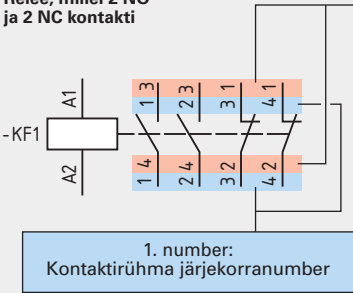 Relee, millel 2 NO
ja 2 NC kontakti
A1
13 23 31 41
-KF1
A2
14 24 32 42
1. number:
Kontaktirühma järjekorranumber